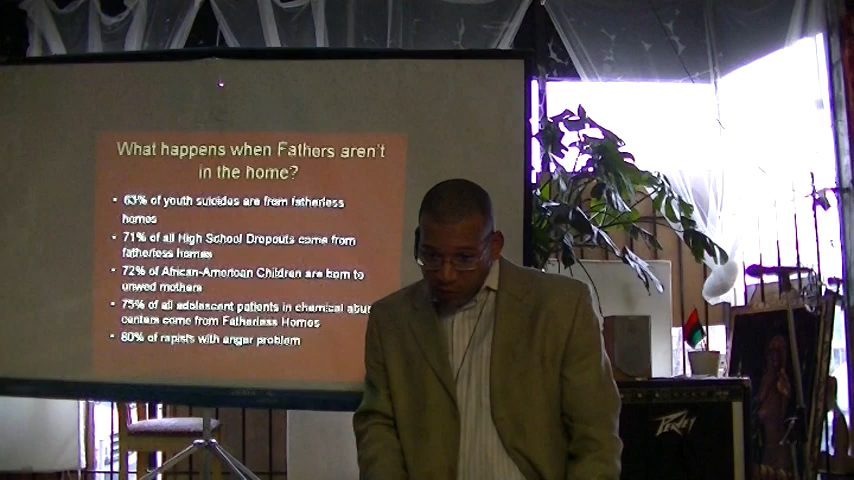 What happens when Fathers aren't
in the home?
• 63% of youth suicides are from fatherless
homes
• 71% of all High School Dropouts come from
fatherless homes
• 72% of African-American Children are born to
unwed mothers
• 75% of all adolescent patients in chemical abu
centers come from Fatherless Homes
• 80% of rapists with anger problem
PEAVEY